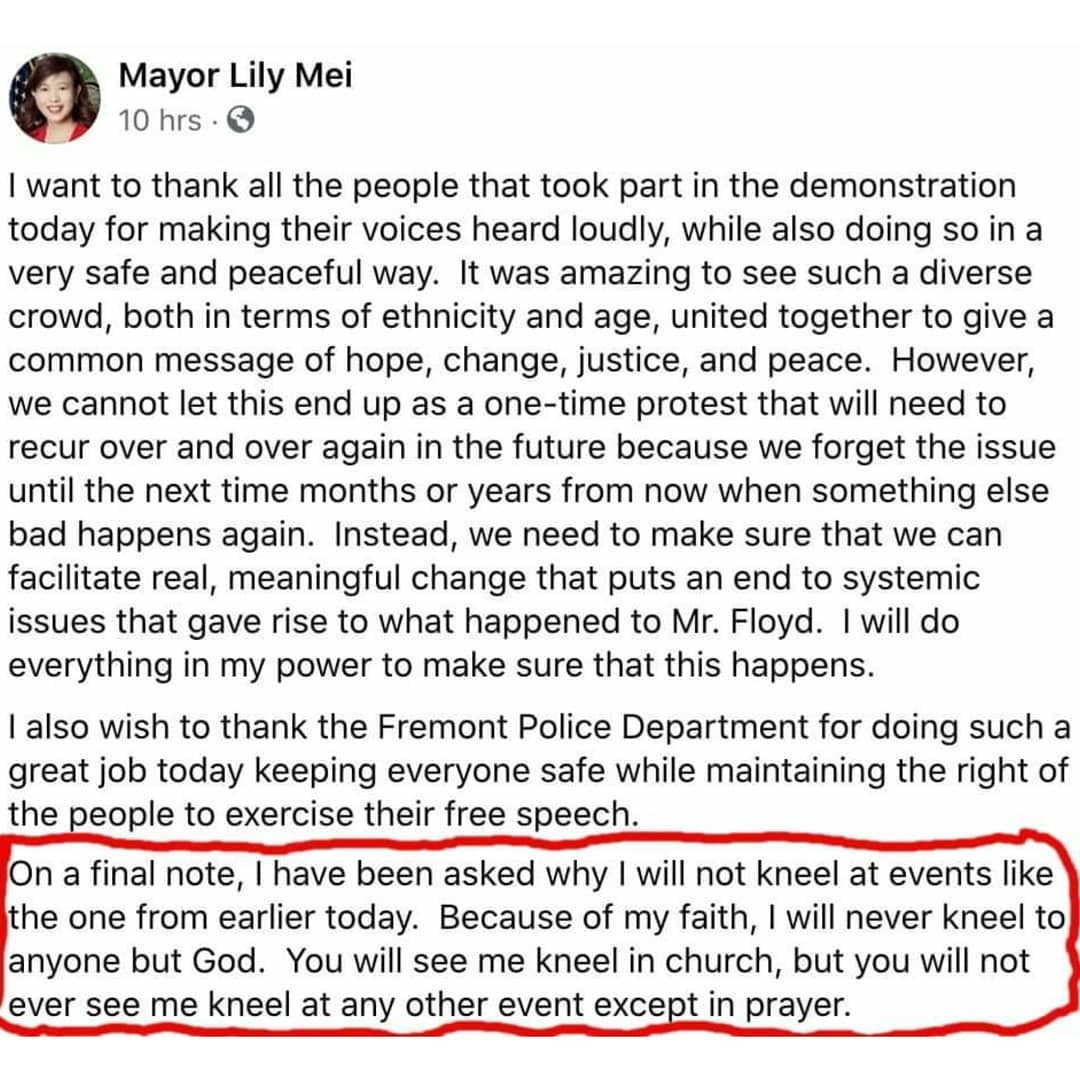 Mayor Lily Mei
10 hrs ·
I want to thank all the people that took part in the demonstration
today for making their voices heard loudly, while also doing so in a
very safe and peaceful way.  It was amazing to see such a diverse
crowd, both in terms of ethnicity and age, united together to give a
common message of hope, change, justice, and peace.  However,
we cannot let this end up as a one-time protest that will need to
recur over and over again in the future because we forget the issue
until the next time months or years from now when something else
bad happens again.  Instead, we need to make sure that we can
facilitate real, meaningful change that puts an end to systemic
issues that gave rise to what happened to Mr. Floyd.  I will do
everything in my power to make sure that this happens.
I also wish to thank the Fremont Police Department for doing such a
great job today keeping everyone safe while maintaining the right of
the people to exercise their free speech.
On a final note, I have been asked why I will not kneel at events like
the one from earlier today.  Because of my faith, I will never kneel to
anyone but God.  You will see me kneel in church, but you will not
ever see me kneel at any other event except in prayer.